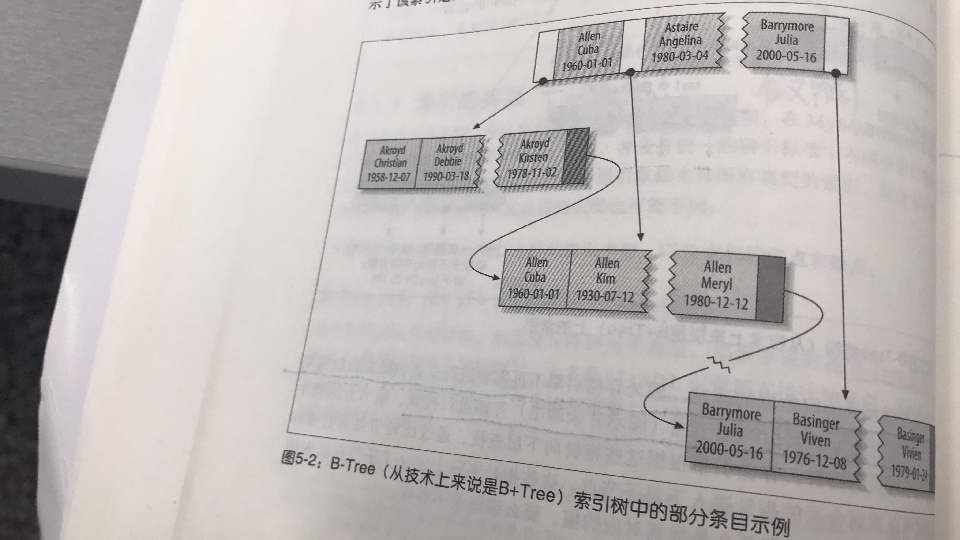 Allen
Cuba
1960-01-01
Astaire
Angelina
1980-03-04
Barrymore
Julia
2000-05-16
Akroyd
Christian
1958-12-07
Akroyd
Debbie
1990-03-18
Akroyd
Kirsten
1978-11-02
Allen
Cuba
1960-01-01
Allen
Kim
1930-07-12
Allen
Meryl
1980-12-12
Barrymore
Julia
2000-05-16
Basinger
Viven
1976-12-08
Basinger
Vivien
1979-01-24
图5-2：B-Tree（从技术上来说是B+Tree）索引树中的部分条目示例